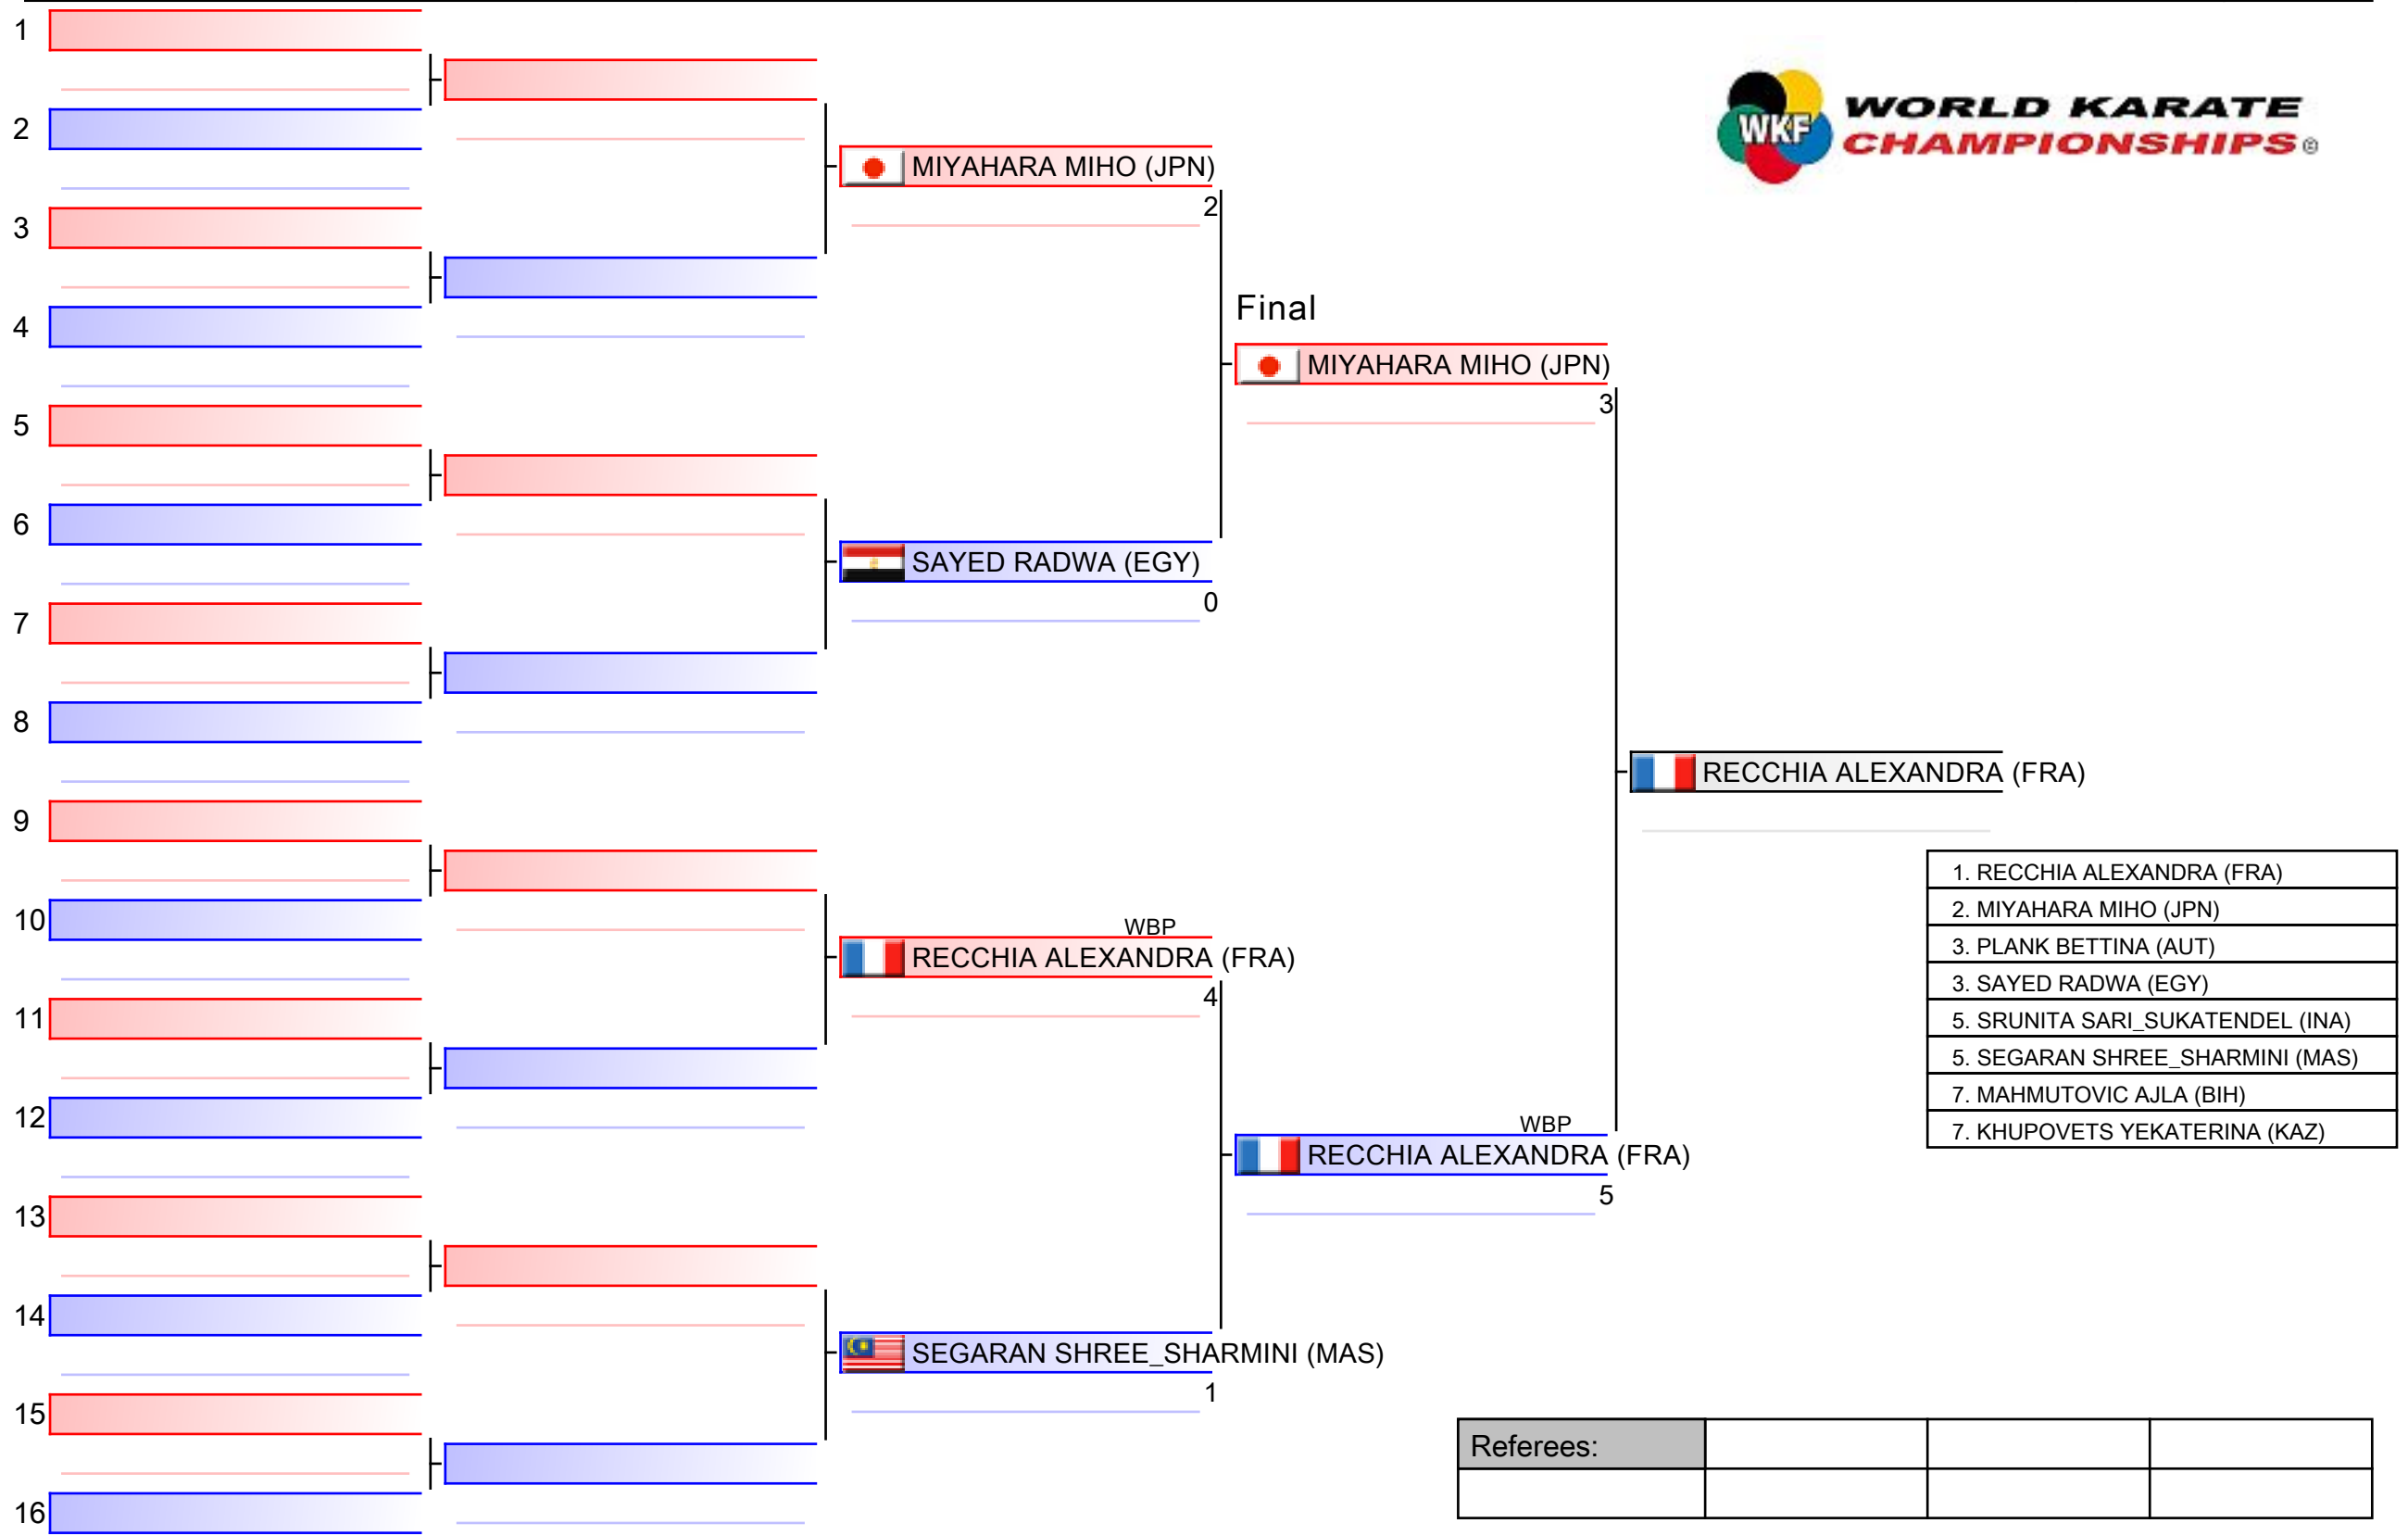 1
2
3
4
5
6
7
8
9
10
11
12
13
14
15
16
MIYAHARA MIHO (JPN)
2
SAYED RADWA (EGY)
0
WBP
RECCHIA ALEXANDRA (FRA)
4
SEGARAN SHREE_SHARMINI (MAS)
1
Final
MIYAHARA MIHO (JPN)
3
WBP
RECCHIA ALEXANDRA (FRA)
5
RECCHIA ALEXANDRA (FRA)
WKF
WORLD KARATE
CHAMPIONSHIPS®
1. RECCHIA ALEXANDRA (FRA)
2. MIYAHARA MIHO (JPN)
3. PLANK BETTINA (AUT)
3. SAYED RADWA (EGY)
5. SRUNITA SARI_SUKATENDEL (INA)
5. SEGARAN SHREE_SHARMINI (MAS)
7. MAHMUTOVIC AJLA (BIH)
7. KHUPOVETS YEKATERINA (KAZ)
Referees: